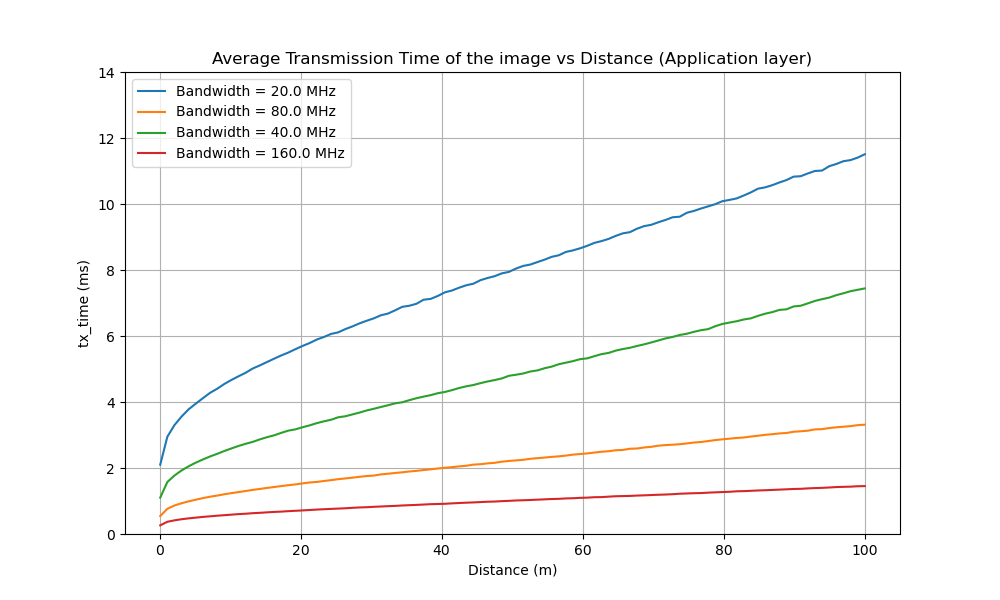 Average Transmission Time of the image vs Distance (Application layer)
Bandwidth = 20.0 MHz
Bandwidth = 80.0 MHz
Bandwidth = 40.0 MHz
Bandwidth = 160.0 MHz
tx_time (ms)
14
12
10
8
6
4
2
0
0 20 40 60 80 100
Distance (m)